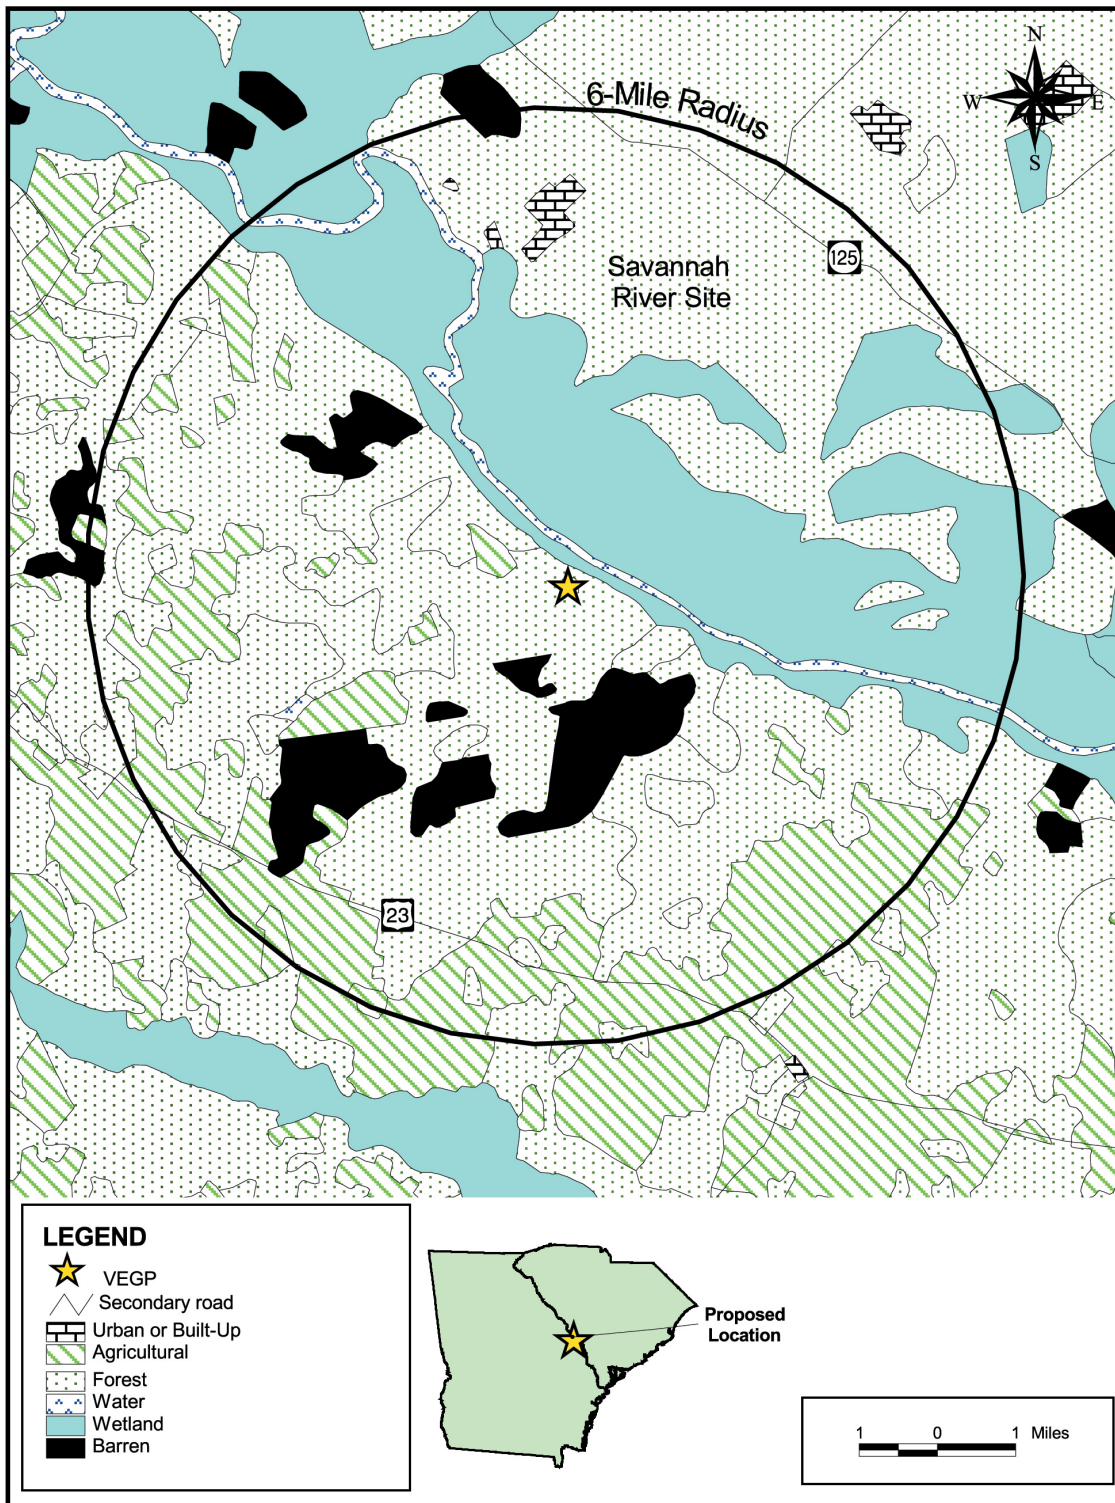 N
W E
S
6-Mile Radius
125
Savannah
River Site
23
LEGEND
VEGP
Secondary road
Urban or Built-Up
Agricultural
Forest
Water
Wetland
Barren
Proposed
Location
1 0 1 Miles